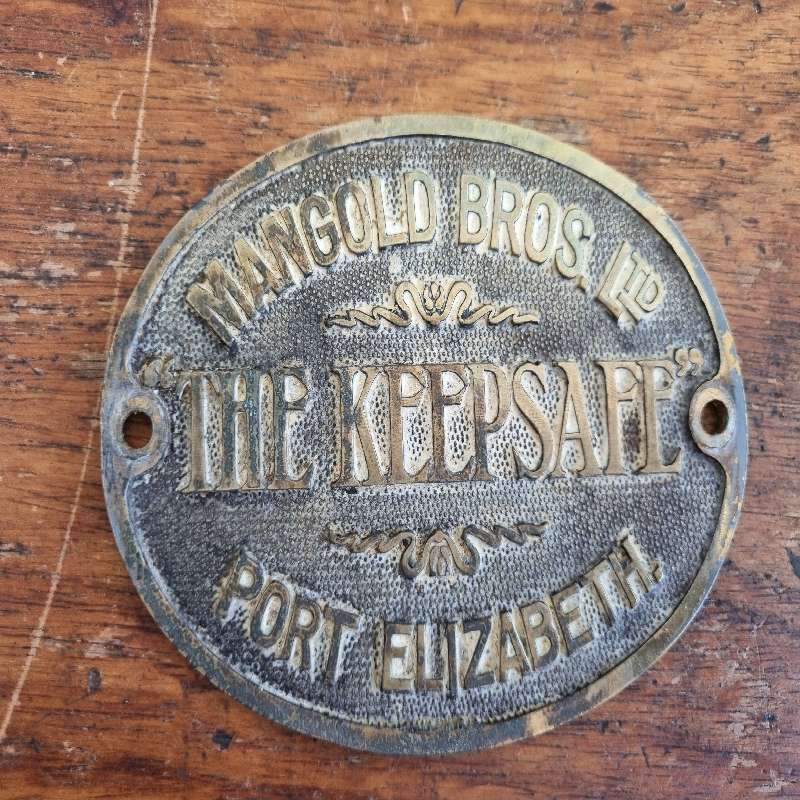 MANGOLD BROS. LTD
"THE KEEPSAFE"
PORT ELIZABETH.